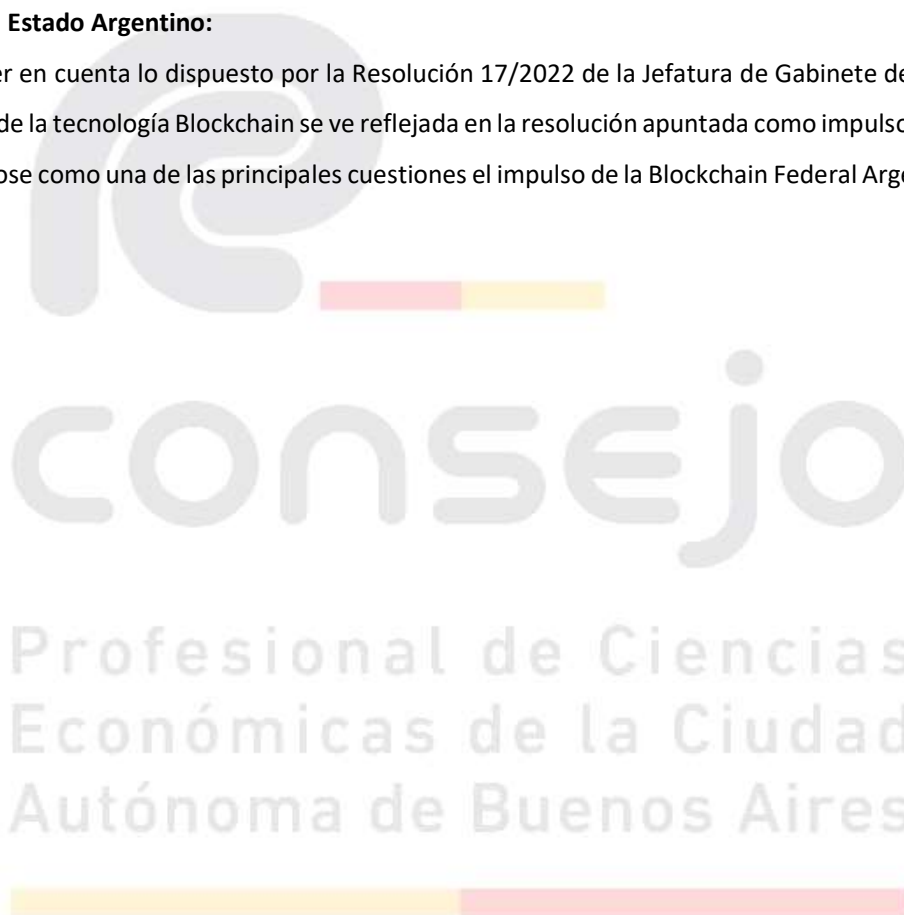 Estado Argentino:
er en cuenta lo dispuesto por la Resolución 17/2022 de la Jefatura de Gabinete de
de la tecnología Blockchain se ve reflejada en la resolución apuntada como impulso
ose como una de las principales cuestiones el impulso de la Blockchain Federal Arge
consejo
Profesional de Ciencias
Económicas de la Ciudad
Autónoma de Buenos Aires